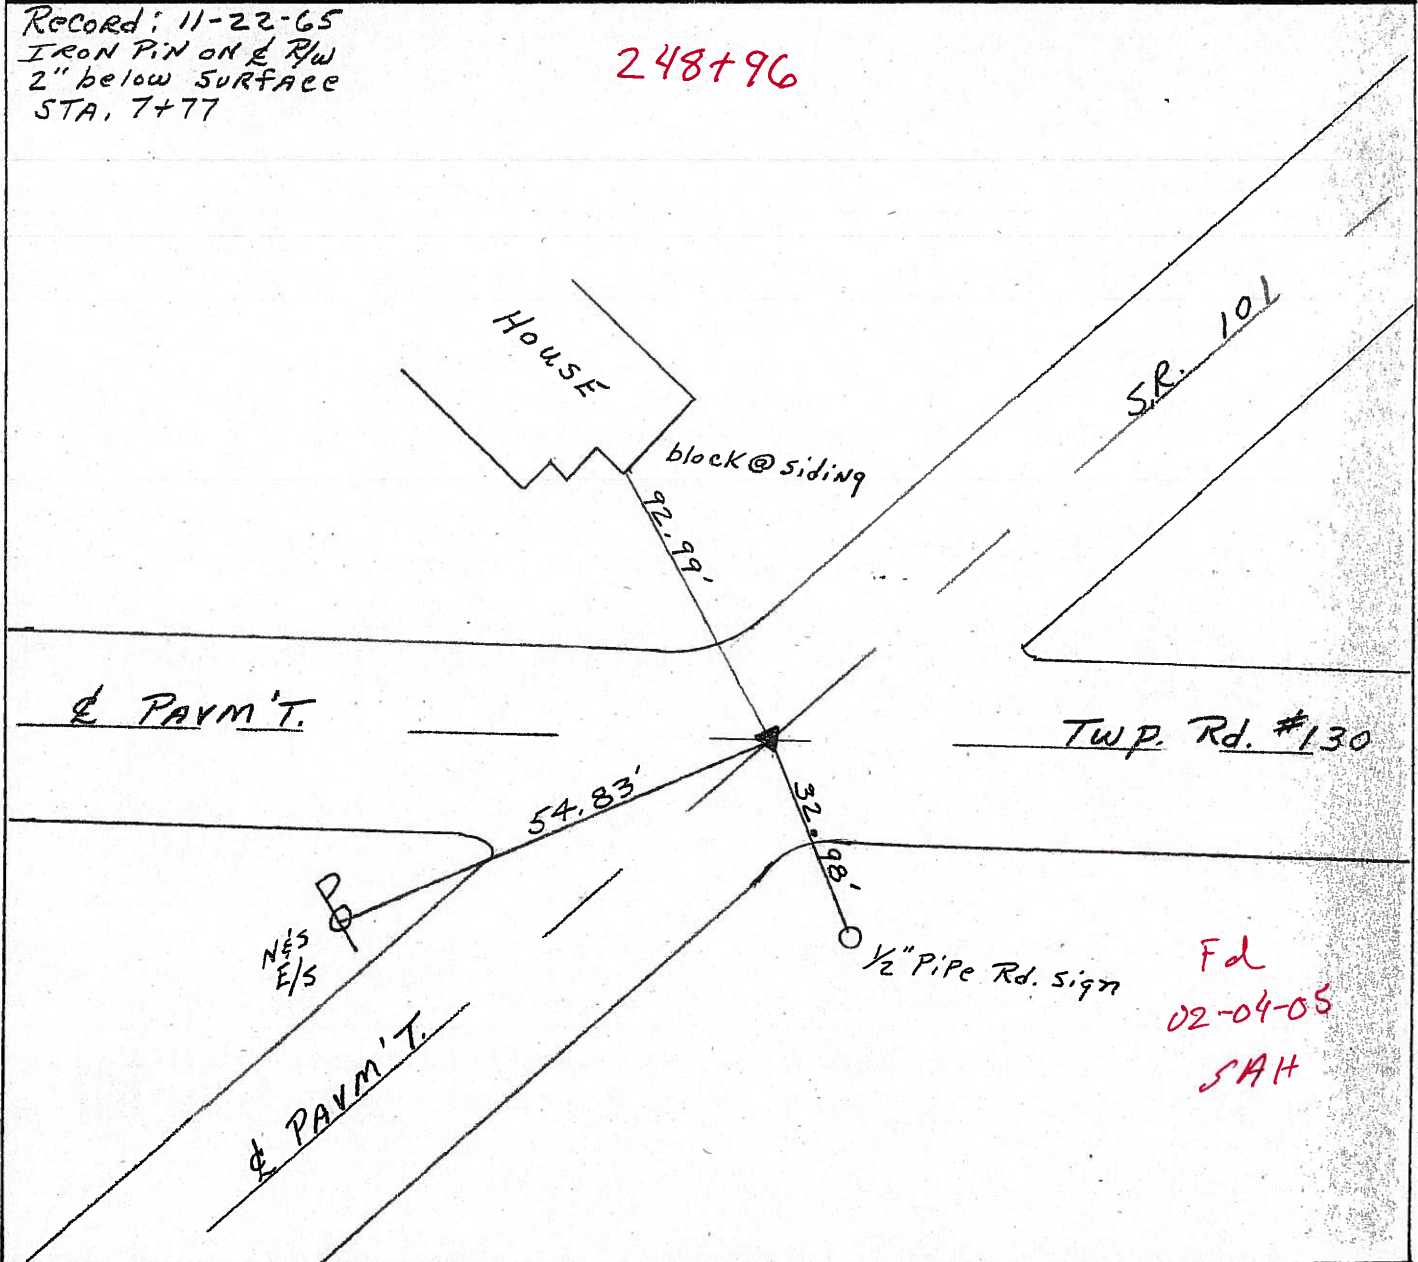 Record: 11-22-65
IRON PIN ON ℄ R/W
2" below SURFACE
STA. 7+77
248+96
HOUSE
block @ siding
92.99'
S.R. 101
℄ PAVM'T.
Twp. Rd. #130
54.83'
32.98'
N&S
E/S
1/2" PiPe Rd. sign
Fd
02-04-05
SAH
℄ PAVM'T.